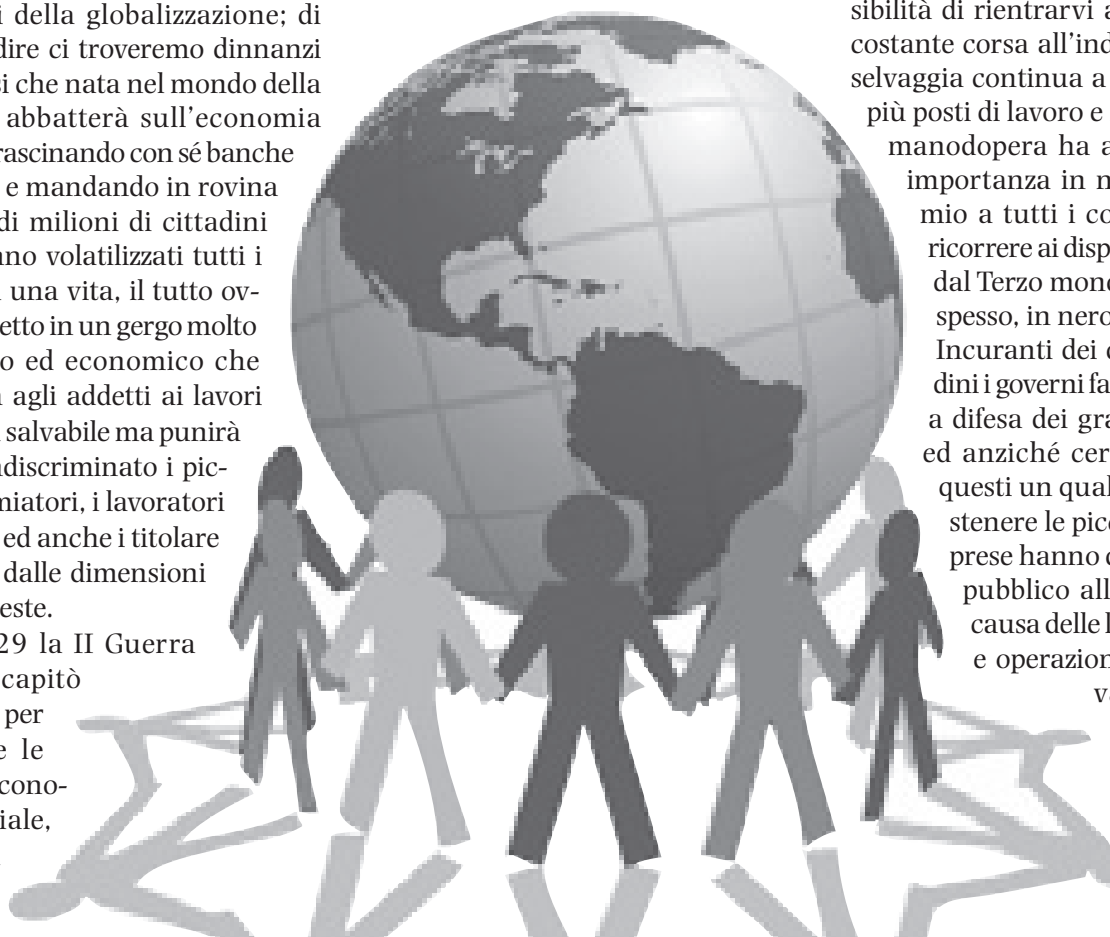 i della globalizzazione; di
dire ci troveremo dinnanzi
si che nata nel mondo della
abbatterà sull'economia
rascinando con sé banche
e mandando in rovina
di milioni di cittadini
nno volatilizzati tutti i
una vita, il tutto ov-
etto in un gergo molto
o ed economico che
agli addetti ai lavori
salvabile ma punirà
ndiscriminato i pic-
miatori, i lavoratori
ed anche i titolare
dalle dimensioni
este.
29 la II Guerra
capitò
per
e le
cono-
iale,
sibilità di rientrarvi a
costante corsa all'ind
selvaggia continua a
più posti di lavoro e
manodopera ha a
importanza in n
mio a tutti i co
ricorrere ai disp
dal Terzo mond
spesso, in nero
Incuranti dei c
dini i governi fa
a difesa dei gra
ed anziché cer
questi un qual
stenere le picc
prese hanno c
pubblico all
causa delle l
e operazion
va